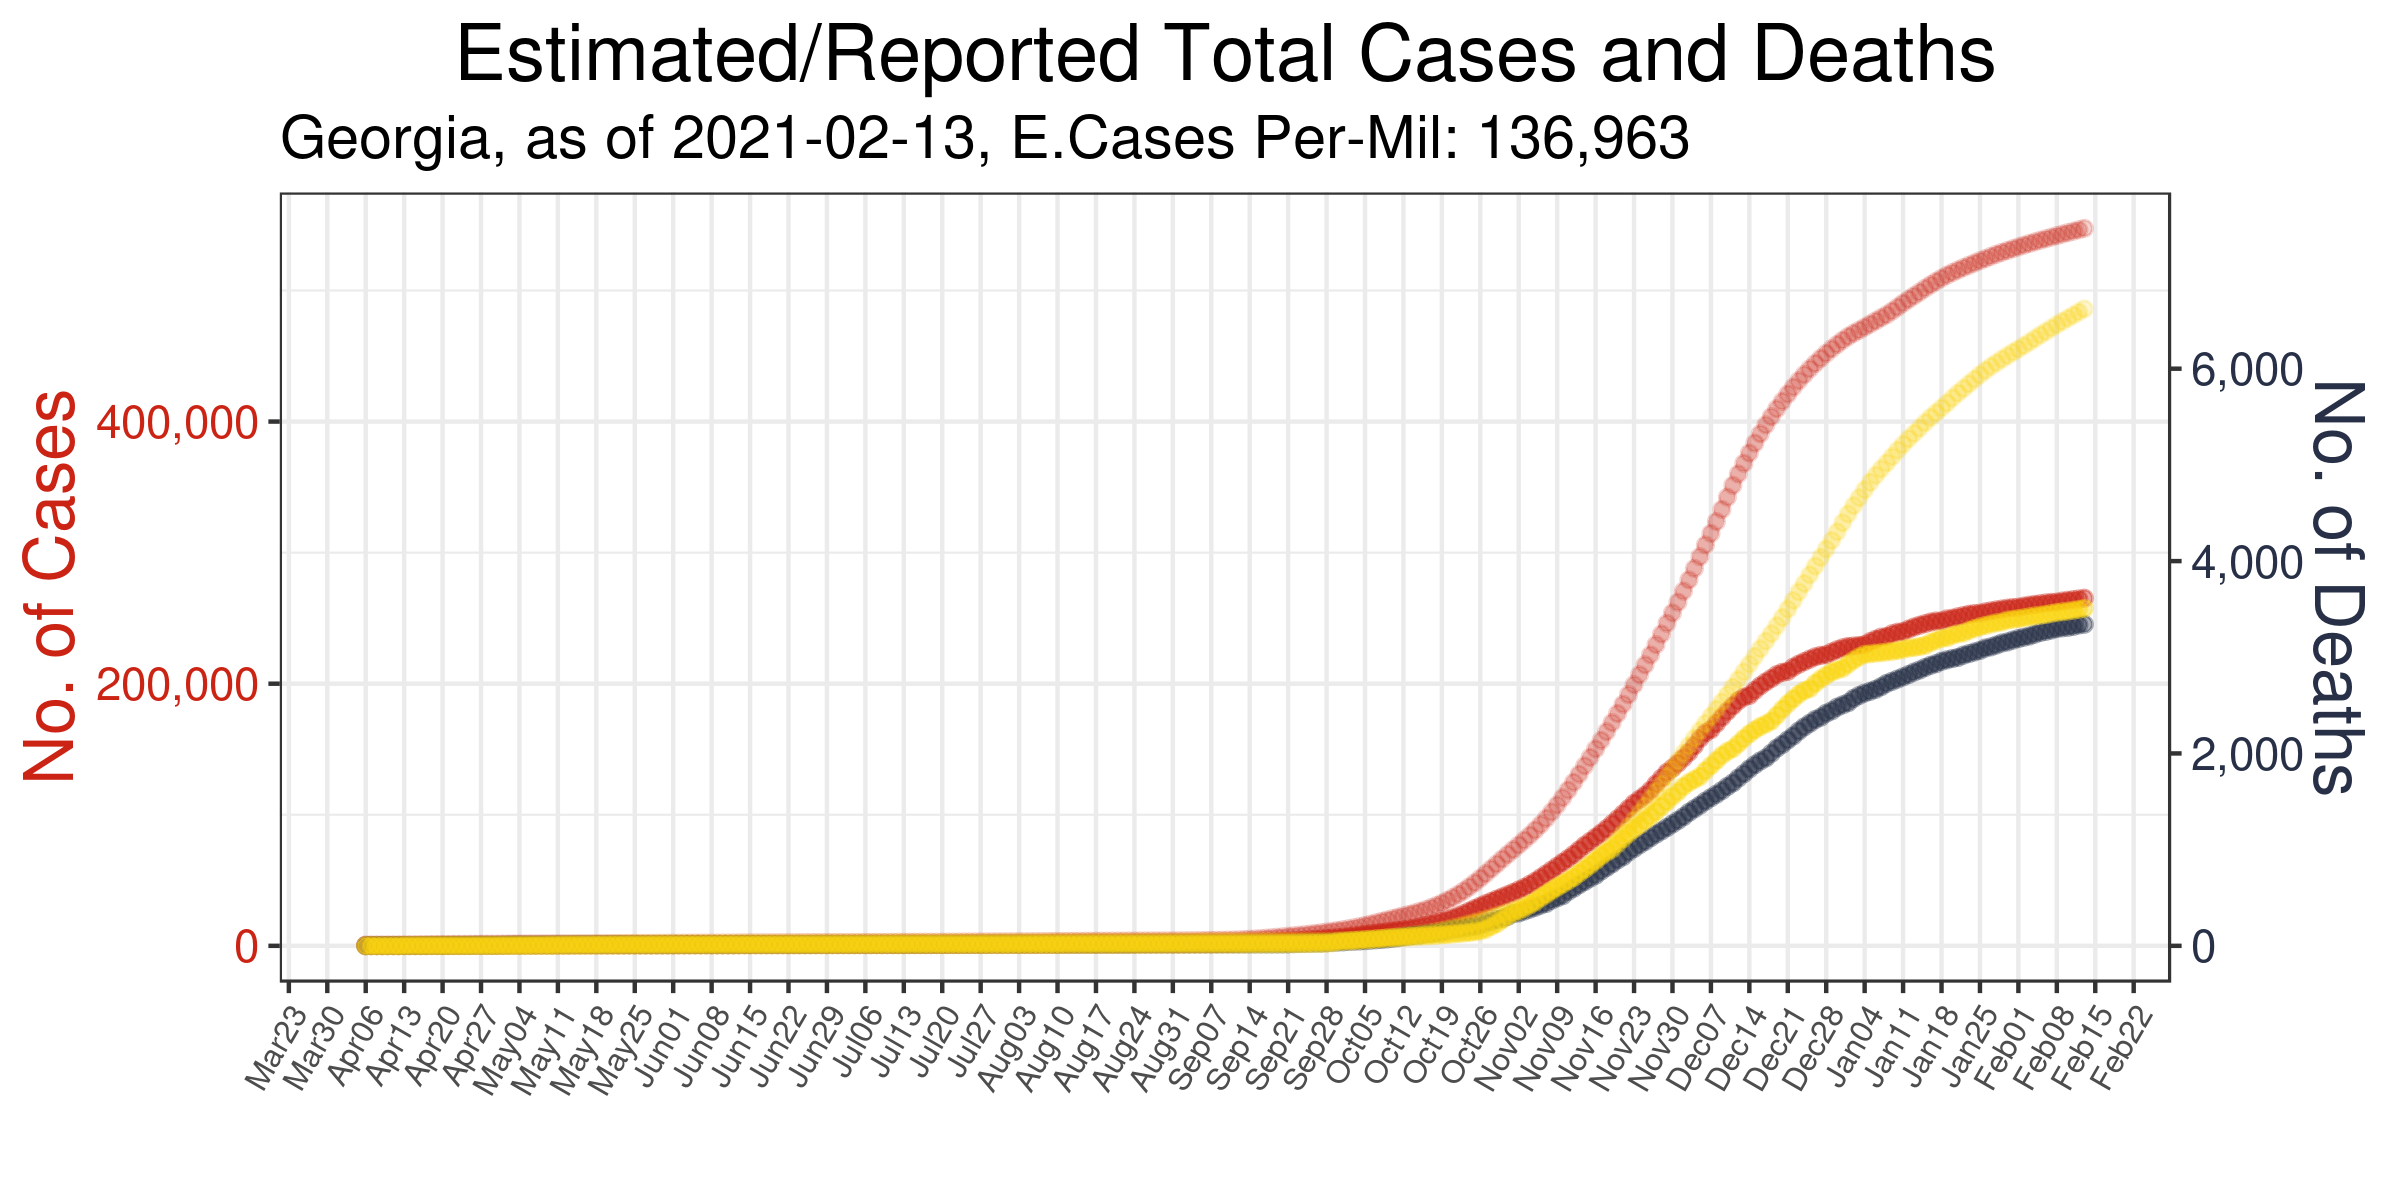 Estimated/Reported Total Cases and Deaths
Georgia, as of 2021-02-13, E.Cases Per-Mil: 136,963
No. of Cases
400,000
200,000
0
6,000
4,000
2,000
0
No. of Deaths
Mar23
Mar30
Apr06
Apr13
Apr20
Apr27
May04
May11
May18
May25
Jun01
Jun08
Jun15
Jun22
Jun29
Jul06
Jul13
Jul20
Jul27
Aug03
Aug10
Aug17
Aug24
Aug31
Sep07
Sep14
Sep21
Sep28
Oct05
Oct12
Oct19
Oct26
Nov02
Nov09
Nov16
Nov23
Nov30
Dec07
Dec14
Dec21
Dec28
Jan04
Jan11
Jan18
Jan25
Feb01
Feb08
Feb15
Feb22